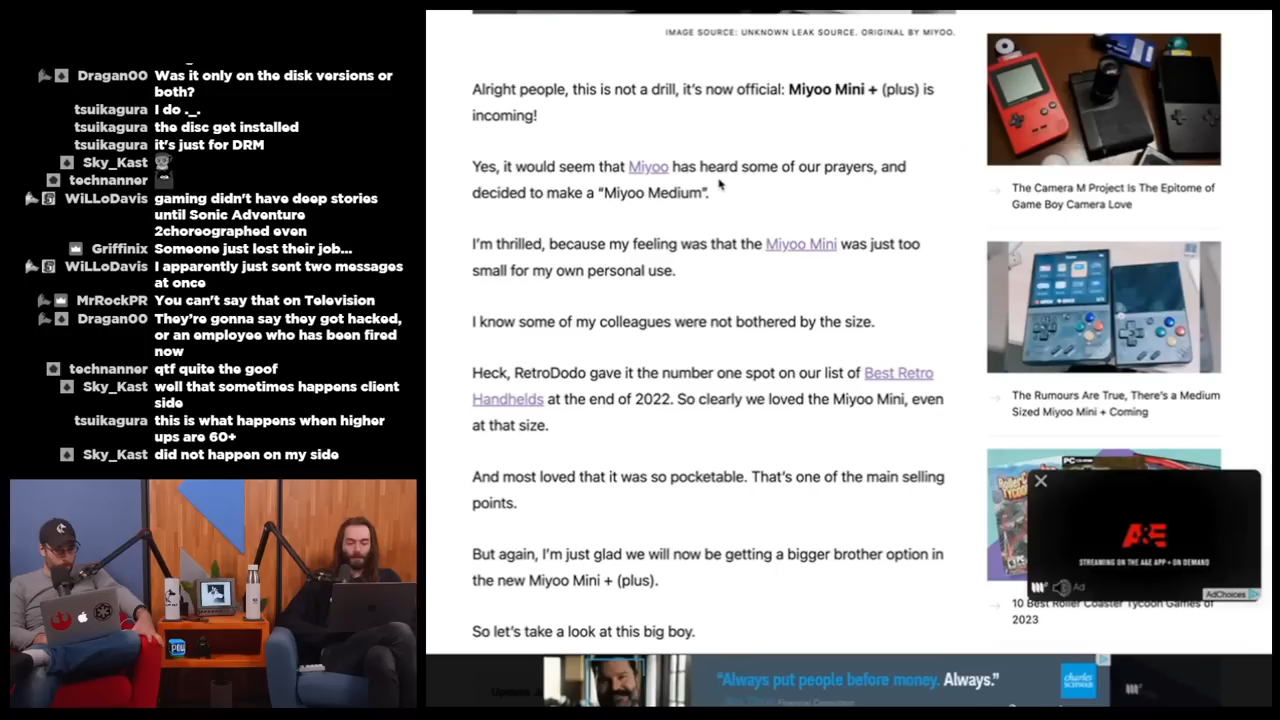 Dragan00 Was it only on the disk versions or
both?
tsuikagura I do ._.
tsuikagura the disc get installed
tsuikagura it's just for DRM
Sky_Kast
technanner
WiLLoDavis gaming didn't have deep stories
until Sonic Adventure
2choreographed even
Griffinix Someone just lost their job...
WiLLoDavis I apparently just sent two messages
at once
MrRockPR You can't say that on Television
Dragan00 They're gonna say they got hacked,
or an employee who has been fired
now
technanner qtf quite the goof
Sky_Kast well that sometimes happens client
side
tsuikagura this is what happens when higher
ups are 60+
Sky_Kast did not happen on my side
IMAGE SOURCE: UNKNOWN LEAK SOURCE. ORIGINAL BY MIYOO.
Alright people, this is not a drill, it's now official: Miyoo Mini + (plus) is
incoming!
Yes, it would seem that Miyoo has heard some of our prayers, and
decided to make a “Miyoo Medium”.
I'm thrilled, because my feeling was that the Miyoo Mini was just too
small for my own personal use.
I know some of my colleagues were not bothered by the size.
Heck, RetroDodo gave it the number one spot on our list of Best Retro
Handhelds at the end of 2022. So clearly we loved the Miyoo Mini, even
at that size.
And most loved that it was so pocketable. That's one of the main selling
points.
But again, I'm just glad we will now be getting a bigger brother option in
the new Miyoo Mini + (plus).
So let's take a look at this big boy.
The Camera M Project Is The Epitome of
Game Boy Camera Love
The Rumours Are True, There's a Medium
Sized Miyoo Mini + Coming
PC
A&E
STREAMING ON THE A&E APP + ON DEMAND
Ad
AdChoices
10 Best Roller Coaster Tycoon Games of
2023
“Always put people before money. Always.”
charles
SCHWAB